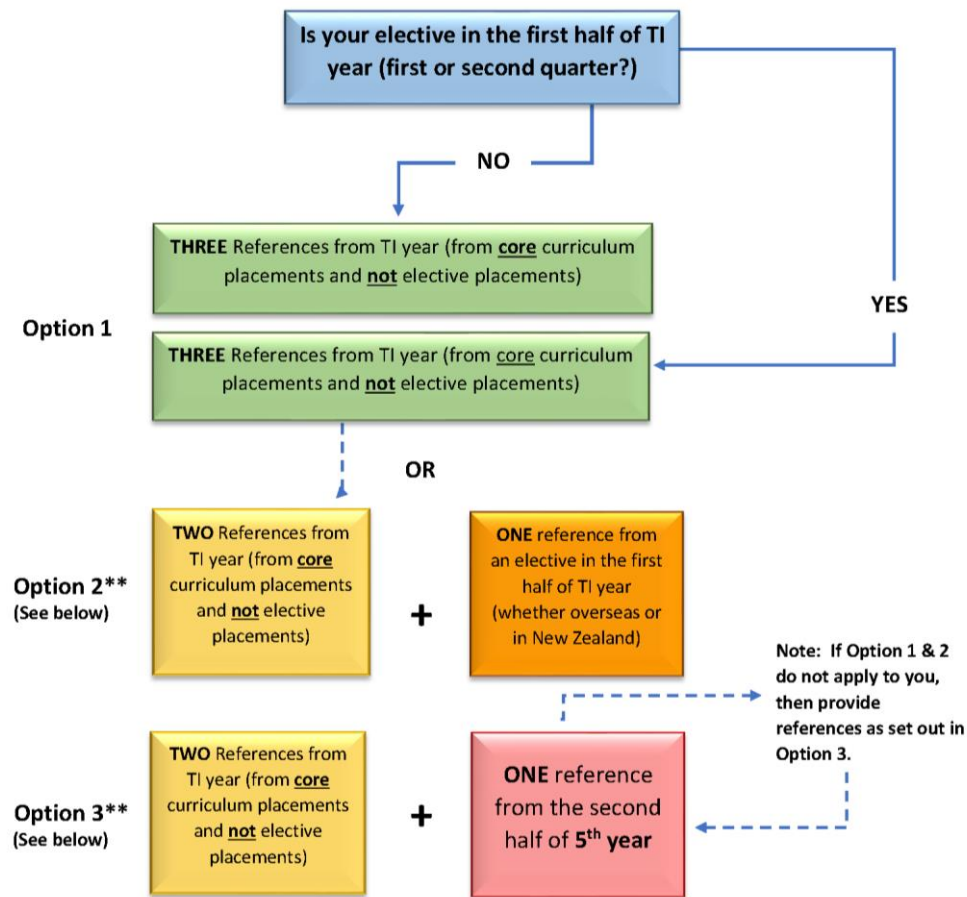 Is your elective in the first half of TI
year (first or second quarter?)
NO
THREE References from TI year (from core curriculum
placements and not elective placements)
YES
Option 1
THREE References from TI year (from core curriculum
placements and not elective placements)
OR
Option 2**
(See below)
TWO References from
TI year (from core
curriculum placements
and not elective
placements)
+
ONE reference from
an elective in the first
half of TI year
(whether overseas or
in New Zealand)
Note: If Option 1 & 2
do not apply to you,
then provide
references as set out in
Option 3.
Option 3**
(See below)
TWO References from
TI year (from core
curriculum placements
and not elective
placements)
+
ONE reference
from the second
half of 5th year